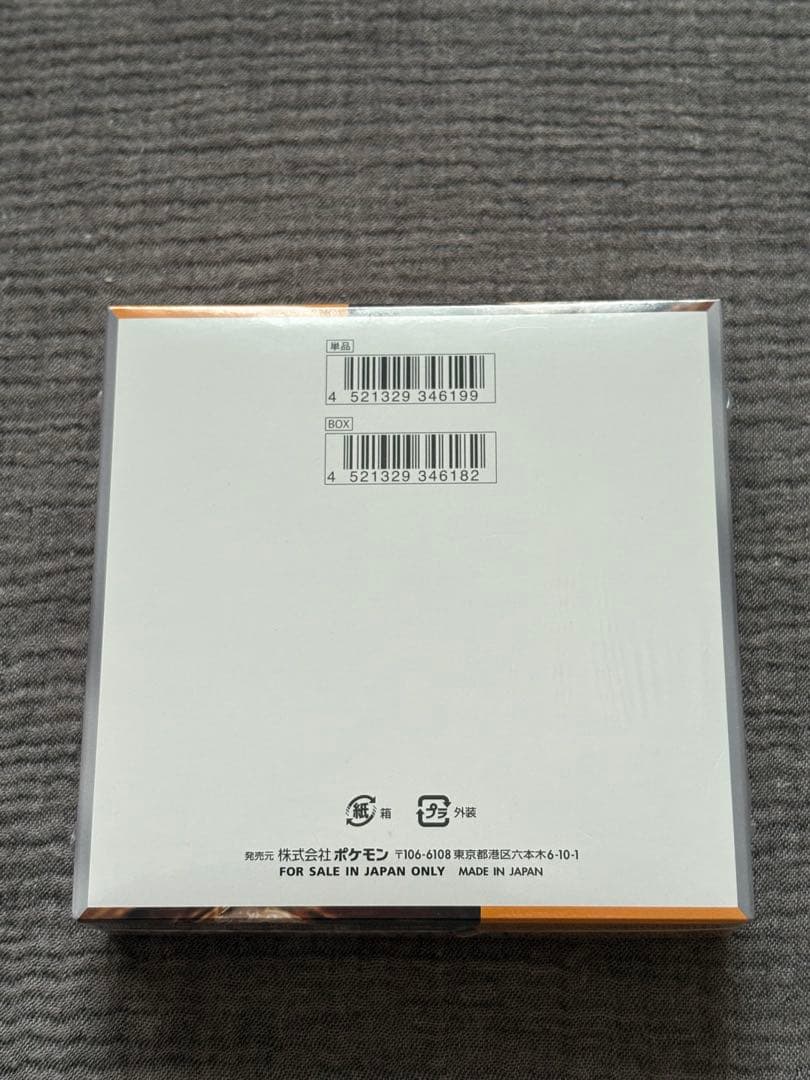 単品
4 521329 346199
BOX
4 521329 346182
紙 箱 プラ 外装
発売元 株式会社ポケモン 〒106-6108 東京都港区六本木6-10-1
FOR SALE IN JAPAN ONLY MADE IN JAPAN